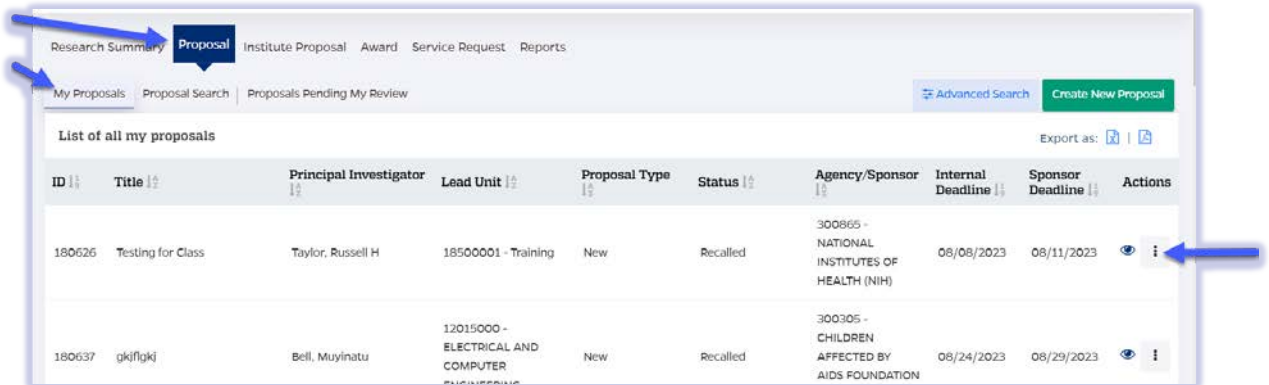 Research Summary Proposal Institute Proposal Award Service Request Reports
My Proposals Proposal Search Proposals Pending My Review Advanced Search Create New Proposal
List of all my proposals Export as:
ID Title Principal Investigator Lead Unit Proposal Type Status Agency/Sponsor Internal Deadline Sponsor Deadline Actions
300865 -
NATIONAL
180626 Testing for Class Taylor, Russell H 18500001 - Training New Recalled INSTITUTES OF 08/08/2023 08/11/2023
HEALTH (NIH)
300305 -
12015000 - CHILDREN
ELECTRICAL AND
180637 gkjflgkj Bell, Muyinatu COMPUTER New Recalled AFFECTED BY 08/24/2023 08/29/2023
ENGINEERING AIDS FOUNDATION